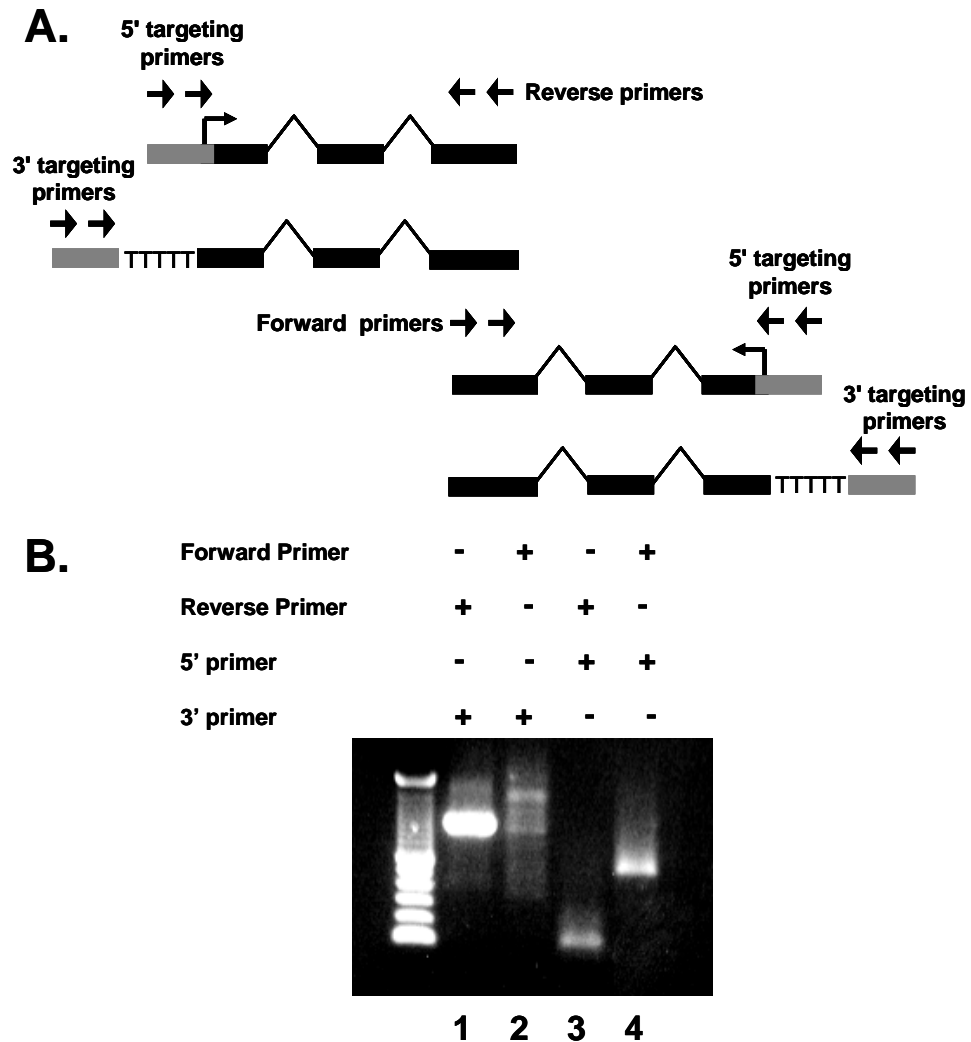 A.
5' targeting
primers
Reverse primers
3' targeting
primers
TTTTT
5' targeting
primers
Forward primers
3' targeting
primers
TTTTT
B.
Forward Primer - + - +
Reverse Primer + - + -
5’ primer - - + +
3’ primer + + - -
1 2 3 4